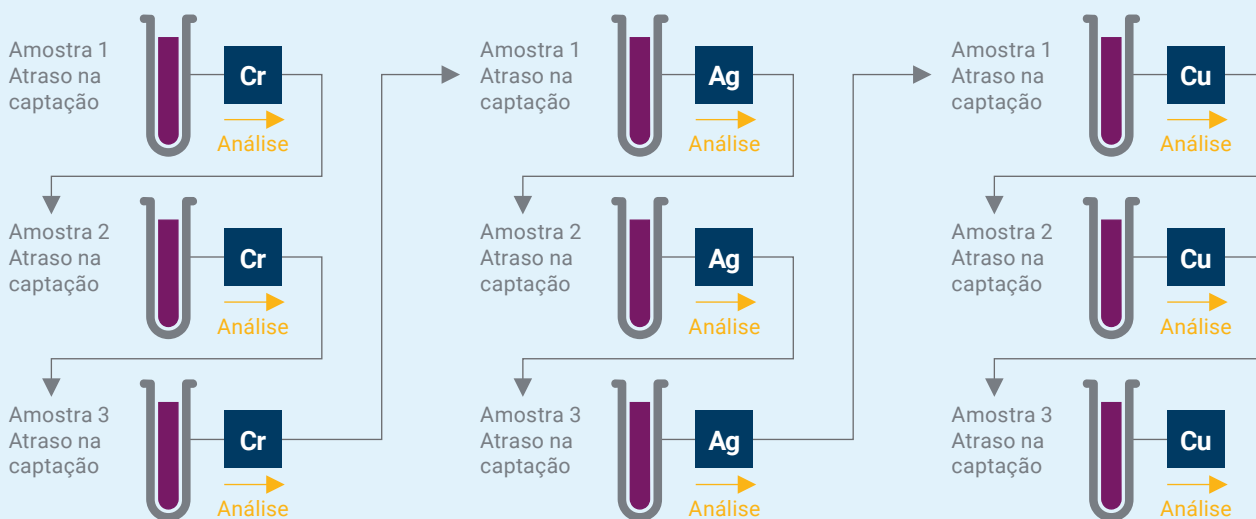 Amostra 1
Atraso na
captação
Cr
Análise
Amostra 2
Atraso na
captação
Cr
Análise
Amostra 3
Atraso na
captação
Cr
Análise
Amostra 1
Atraso na
captação
Ag
Análise
Amostra 2
Atraso na
captação
Ag
Análise
Amostra 3
Atraso na
captação
Ag
Análise
Amostra 1
Atraso na
captação
Cu
Análise
Amostra 2
Atraso na
captação
Cu
Análise
Amostra 3
Atraso na
captação
Cu
Análise